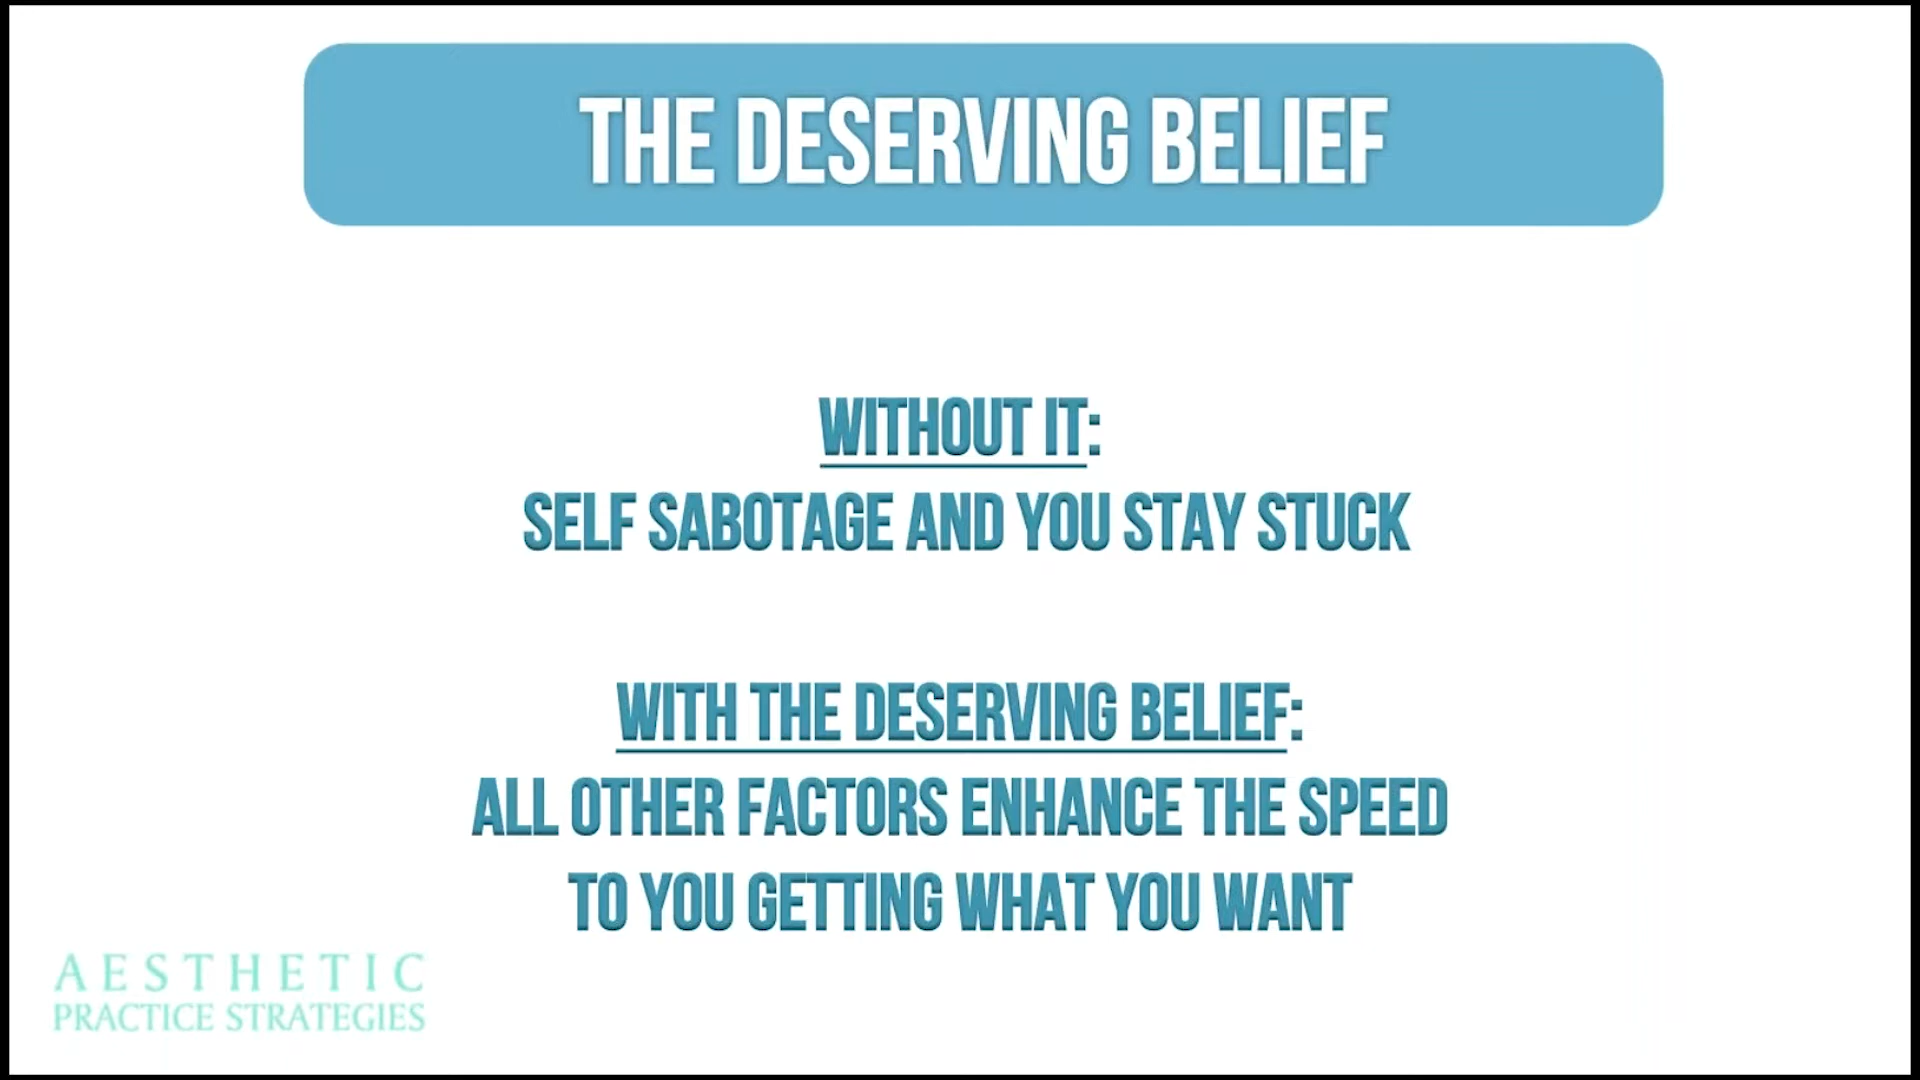 THE DESERVING BELIEF
WITHOUT IT:
SELF SABOTAGE AND YOU STAY STUCK
WITH THE DESERVING BELIEF:
ALL OTHER FACTORS ENHANCE THE SPEED
TO YOU GETTING WHAT YOU WANT
AESTHETIC
PRACTICE STRATEGIES